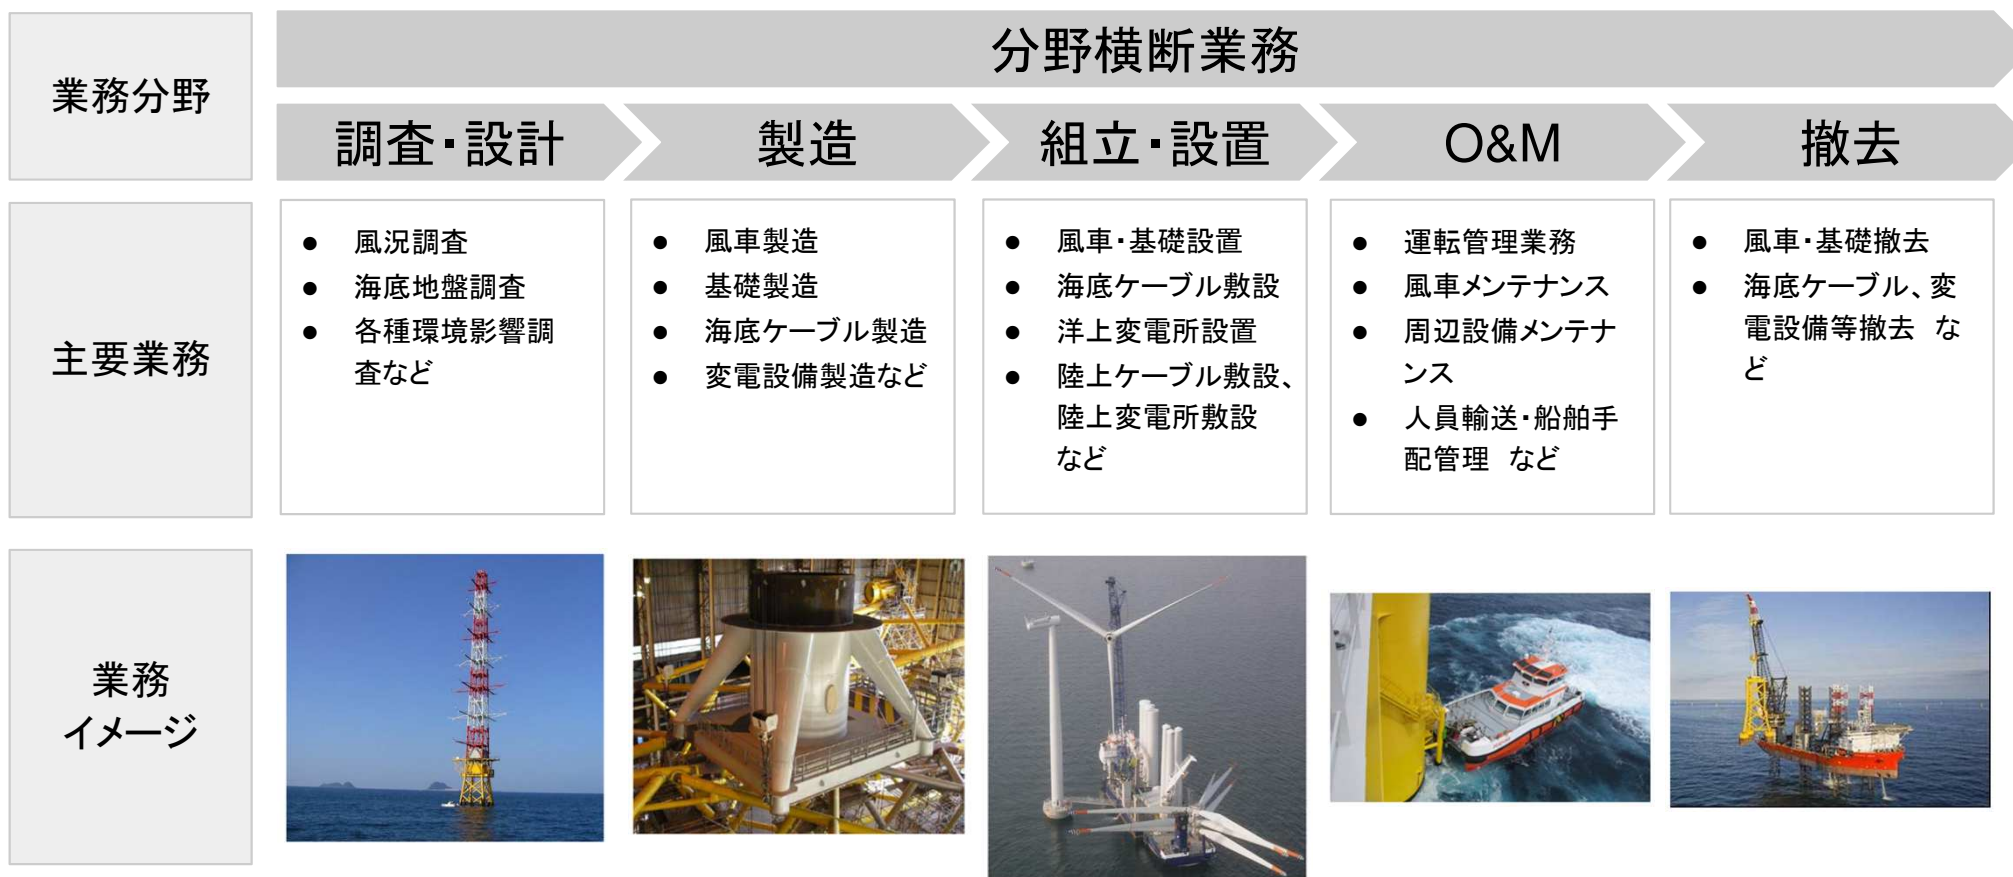 業務分野
分野横断業務
調査・設計
製造
組立・設置
O&M
撤去
主要業務
● 風況調査
● 海底地盤調査
● 各種環境影響調
査など
● 風車製造
● 基礎製造
● 海底ケーブル製造
● 変電設備製造など
● 風車・基礎設置
● 海底ケーブル敷設
● 洋上変電所設置
● 陸上ケーブル敷設、
陸上変電所敷設
など
● 運転管理業務
● 風車メンテナンス
● 周辺設備メンテナ
ンス
● 人員輸送・船舶手
配管理　など
● 風車・基礎撤去
● 海底ケーブル、変
電設備等撤去　な
ど
業務
イメージ